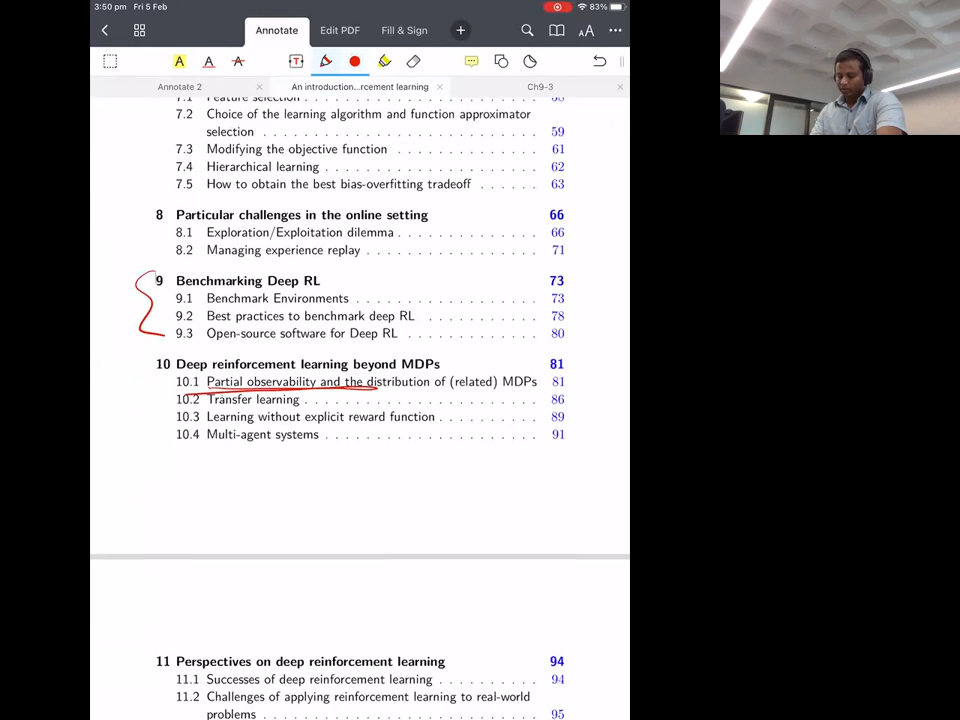 3:50 pm Fri 5 Feb
83%
Annotate Edit PDF Fill & Sign
AA
A A A T
Annotate 2 × An introduction...rcement learning × Ch9-3 ×
7.1 Feature selection . . . . . . . . . . . . . . . . . . . . 58
7.2 Choice of the learning algorithm and function approximator
selection . . . . . . . . . . . . . . . . . . . . 59
7.3 Modifying the objective function . . . . . . . . . . . . . 61
7.4 Hierarchical learning . . . . . . . . . . . . . . . . . 62
7.5 How to obtain the best bias-overfitting tradeoff . . . . . . 63
8 Particular challenges in the online setting 66
8.1 Exploration/Exploitation dilemma . . . . . . . . . . . . 66
8.2 Managing experience replay . . . . . . . . . . . . . . 71
9 Benchmarking Deep RL 73
9.1 Benchmark Environments . . . . . . . . . . . . . . . 73
9.2 Best practices to benchmark deep RL . . . . . . . . . . 78
9.3 Open-source software for Deep RL . . . . . . . . . . . . 80
10 Deep reinforcement learning beyond MDPs 81
10.1 Partial observability and the distribution of (related) MDPs 81
10.2 Transfer learning . . . . . . . . . . . . . . . . . . . 86
10.3 Learning without explicit reward function . . . . . . . . . 89
10.4 Multi-agent systems . . . . . . . . . . . . . . . . . 91
11 Perspectives on deep reinforcement learning 94
11.1 Successes of deep reinforcement learning . . . . . . . . . 94
11.2 Challenges of applying reinforcement learning to real-world
problems . . . . . . . . . . . . . . . . . . . . 95